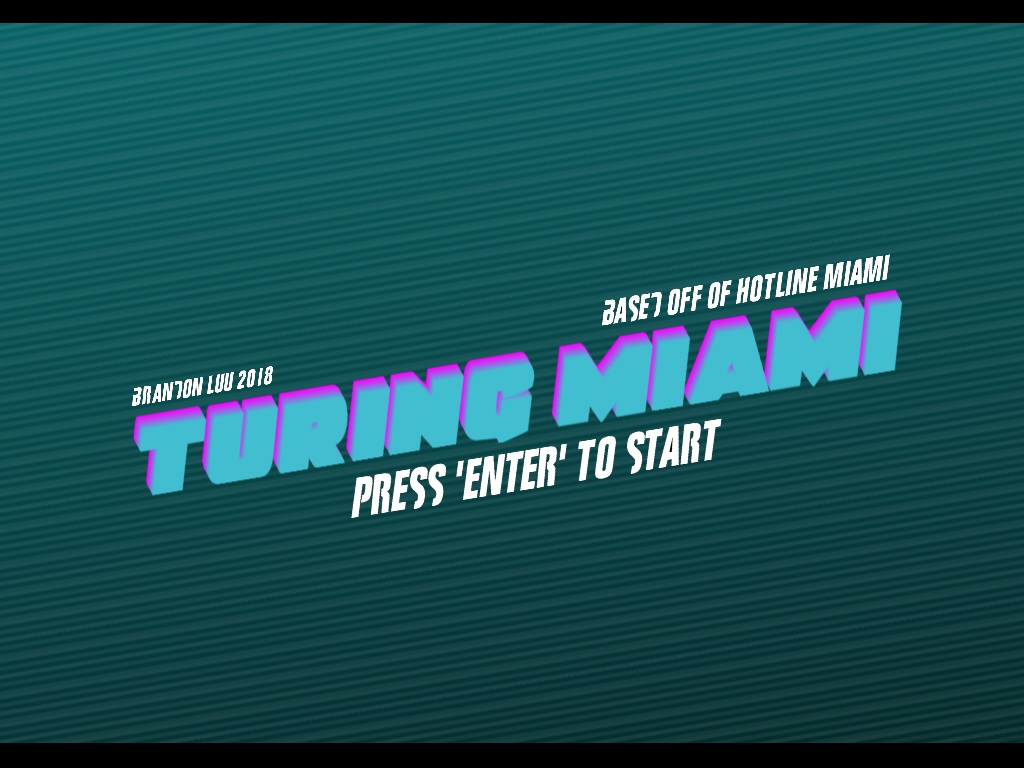 BASED OFF OF HOTLINE MIAMI
BRANDON LUU 2018
TURING MIAMI
PRESS 'ENTER' TO START